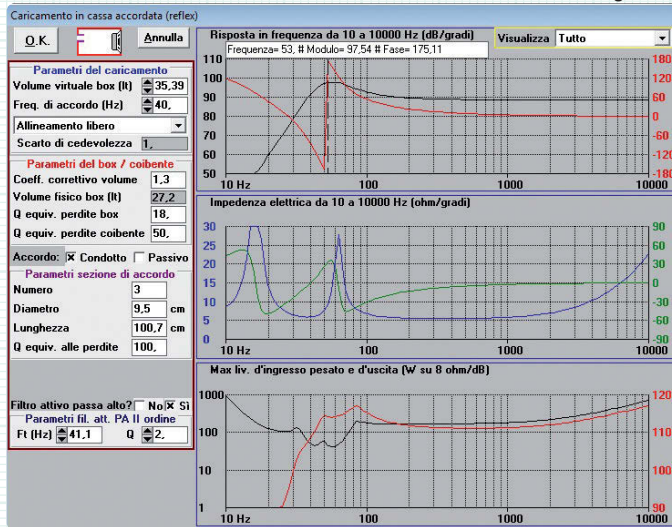 Caricamento in cassa accordata (reflex)
O.K.
Annulla
Parametri del caricamento
Volume virtuale box (lt) 35,39
Freq. di accordo (Hz) 40,
Allineamento libero
Scarto di cedevolezza 1,
Parametri del box / coibente
Coeff. correttivo volume 1,3
Volume fisico box (lt) 27,2
Q equiv. perdite box 18,
Q equiv. perdite coibente 50,
Accordo: Condotto Passivo
Parametri sezione di accordo
Numero 3
Diametro 9,5 cm
Lunghezza 100,7 cm
Q equiv. alle perdite 100,
Filtro attivo passa alto? No Sì
Parametri fil. att. PA II ordine
Ft (Hz) 41,1 Q 2,
Risposta in frequenza da 10 a 10000 Hz (dB/gradi)
Visualizza Tutto
Frequenza= 53, # Modulo= 97,54 # Fase= 175,11
110 180
100 120
90 60
80 0
70 -60
60 -120
50 -180
10 Hz 100 1000 10000
Impedenza elettrica da 10 a 10000 Hz (ohm/gradi)
30 90
25 60
20 30
15 0
10 -30
5 -60
0 -90
10 Hz 100 1000 10000
Max liv. d'ingresso pesato e d'uscita (W su 8 ohm/dB)
1000 120
100 110
10 100
1 90
10 Hz 100 1000 10000